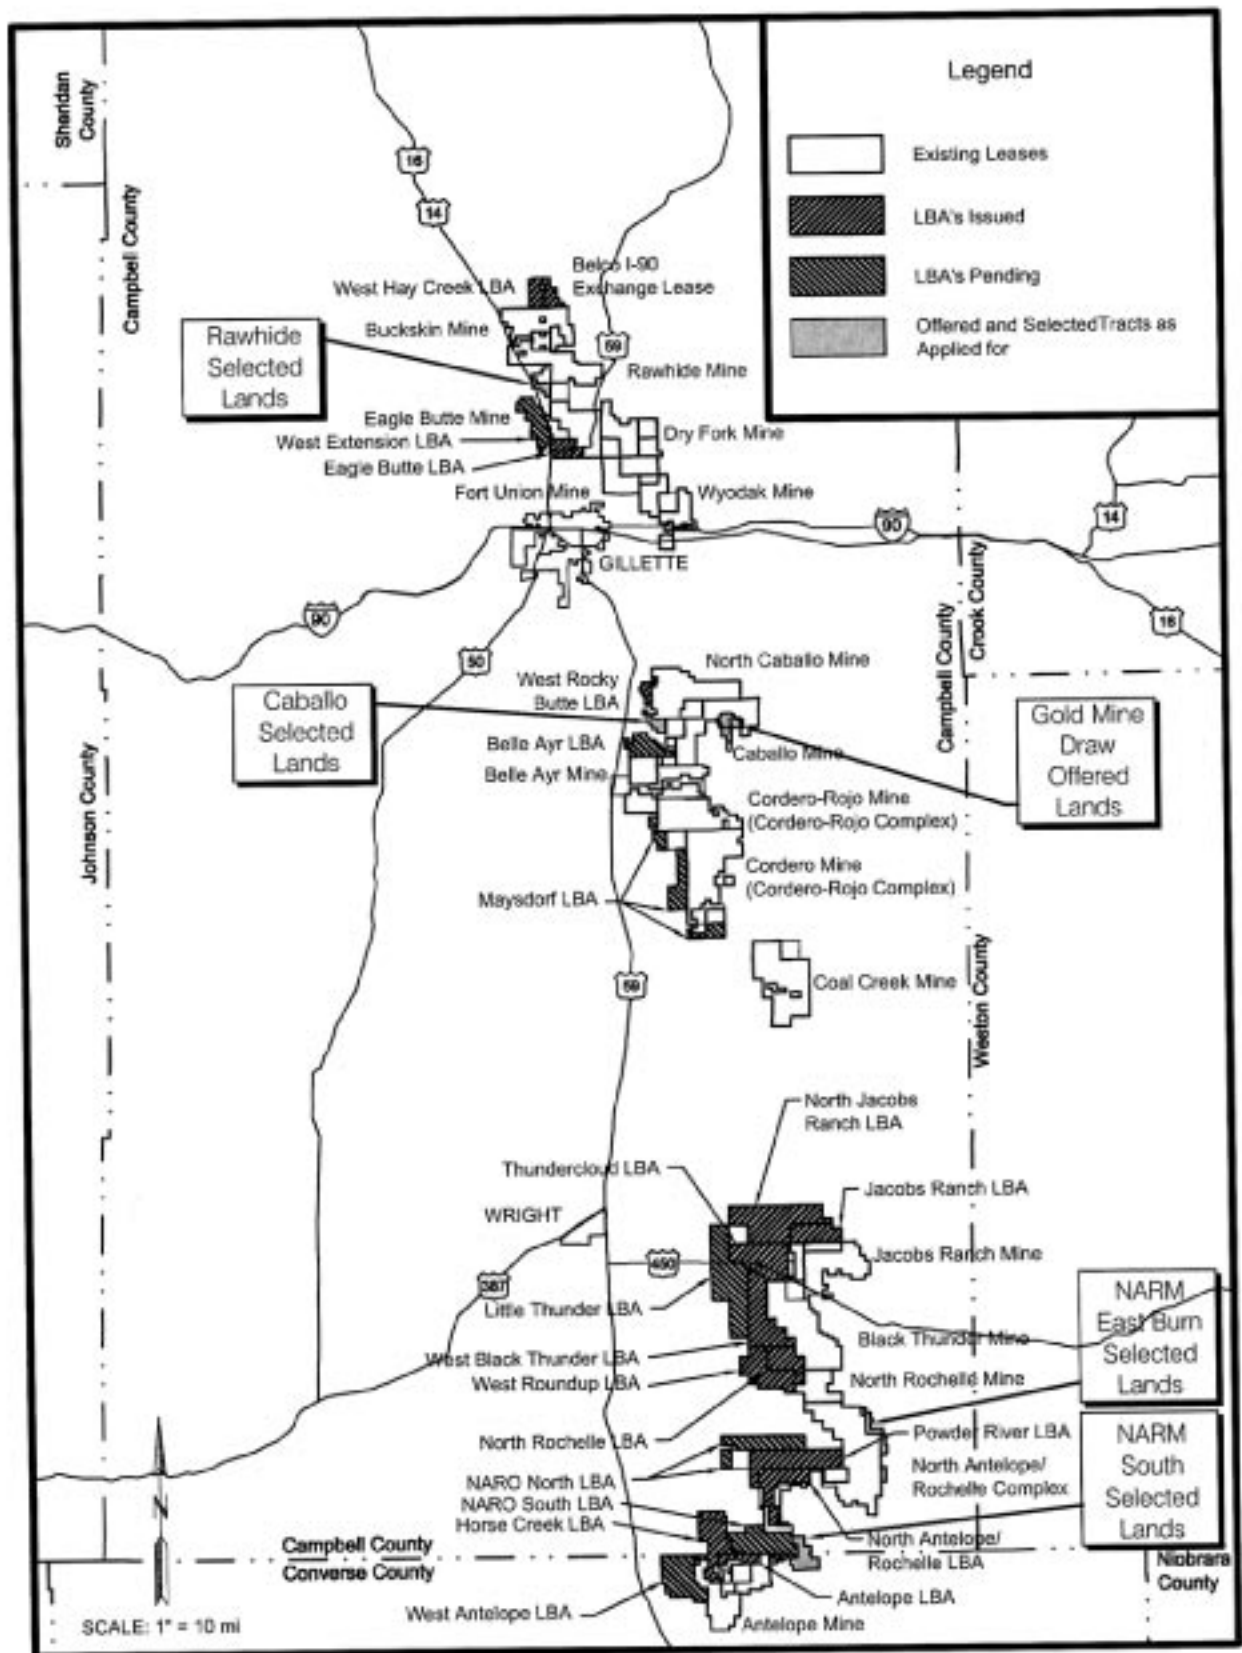 Legend
Existing Leases
LBA's Issued
LBA's Pending
Offered and SelectedTracts as
Applied for
Sheridan
County
Campbell County
16
14
Belco I-90
Exchange Lease
West Hay Creek LBA
Buckskin Mine
59
Rawhide
Selected
Lands
Rawhide Mine
Eagle Butte Mine
West Extension LBA
Eagle Butte LBA
Dry Fork Mine
Fort Union Mine
Wyodak Mine
90
14
GILLETTE
90
50
16
Campbell County
Crook County
North Caballo Mine
West Rocky
Butte LBA
Caballo
Selected
Lands
Gold Mine
Draw
Offered
Lands
Belle Ayr LBA
Caballo Mine
Belle Ayr Mine
Johnson County
Cordero-Rojo Mine
(Cordero-Rojo Complex)
Cordero Mine
(Cordero-Rojo Complex)
Maysdorf LBA
59
Coal Creek Mine
Weston County
North Jacobs
Ranch LBA
Thundercloud LBA
Jacobs Ranch LBA
WRIGHT
Jacobs Ranch Mine
450
387
Little Thunder LBA
NARM
East Burn
Selected
Lands
Black Thunder Mine
West Black Thunder LBA
West Roundup LBA
North Rochelle Mine
North Rochelle LBA
Powder River LBA
NARM
South
Selected
Lands
NARO North LBA
North Antelope/
Rochelle Complex
NARO South LBA
Horse Creek LBA
North Antelope/
Rochelle LBA
N
Campbell County
Converse County
Niobrara
County
Antelope LBA
West Antelope LBA
Antelope Mine
SCALE: 1" = 10 mi